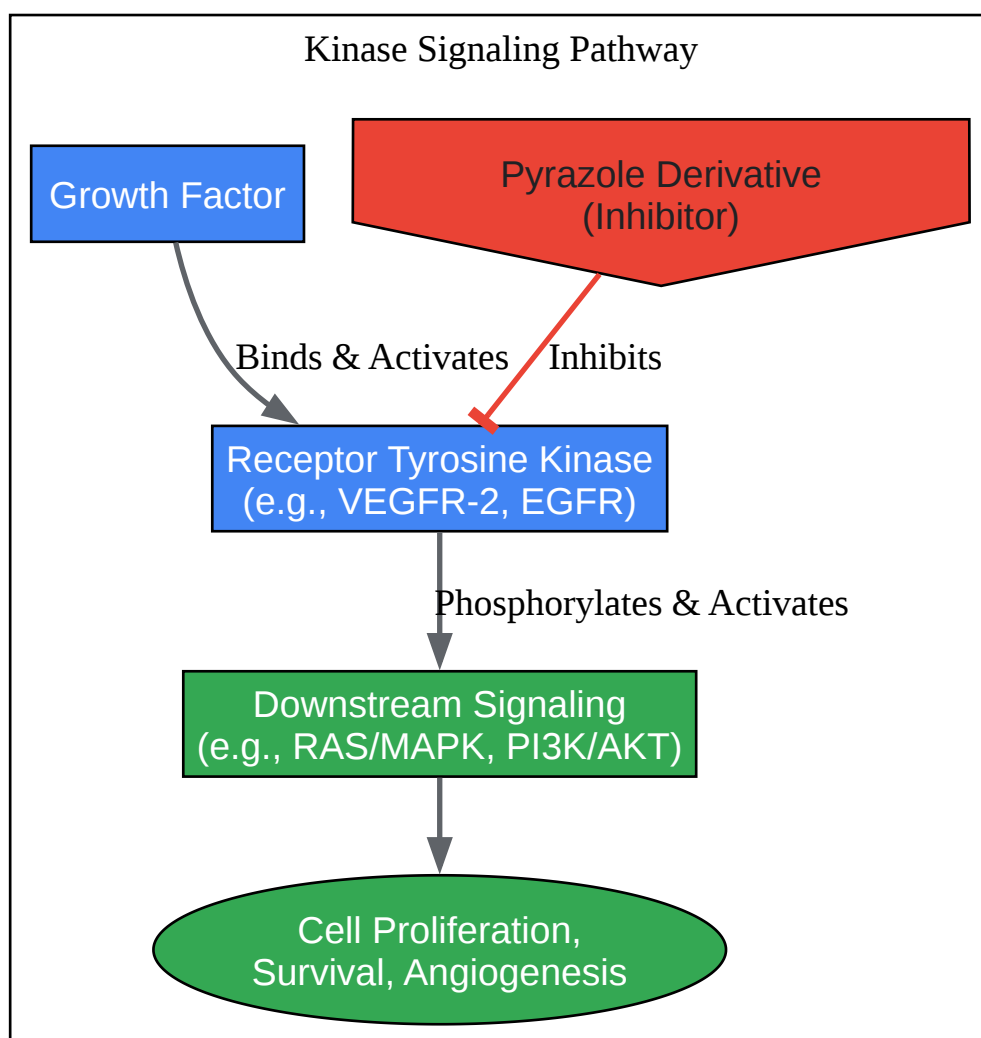 Kinase Signaling Pathway
Growth Factor
Pyrazole Derivative
(Inhibitor)
Binds & Activates
Inhibits
Receptor Tyrosine Kinase
(e.g., VEGFR-2, EGFR)
Phosphorylates & Activates
Downstream Signaling
(e.g., RAS/MAPK, PI3K/AKT)
Cell Proliferation,
Survival, Angiogenesis